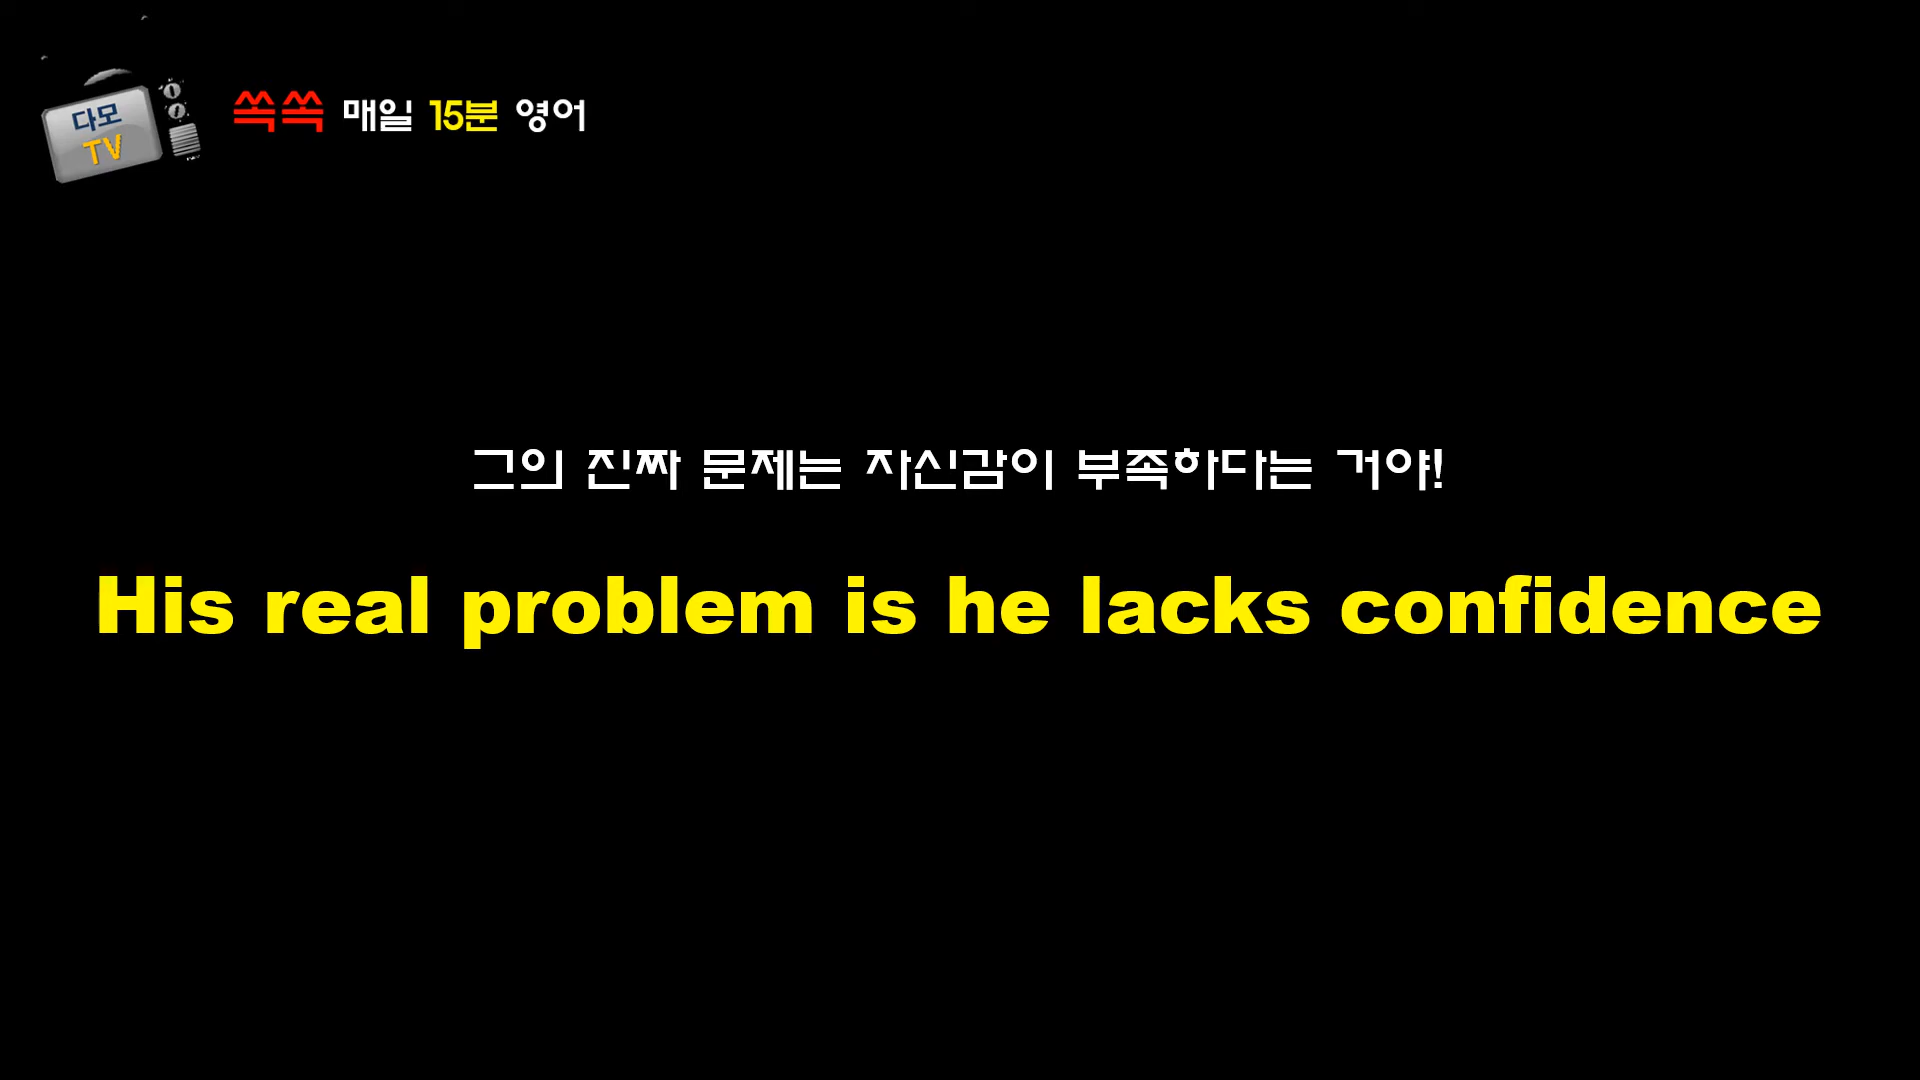 다모
TV
쏙쏙 매일 15분 영어
그의 진짜 문제는 자신감이 부족하다는 거야!
His real problem is he lacks confidence